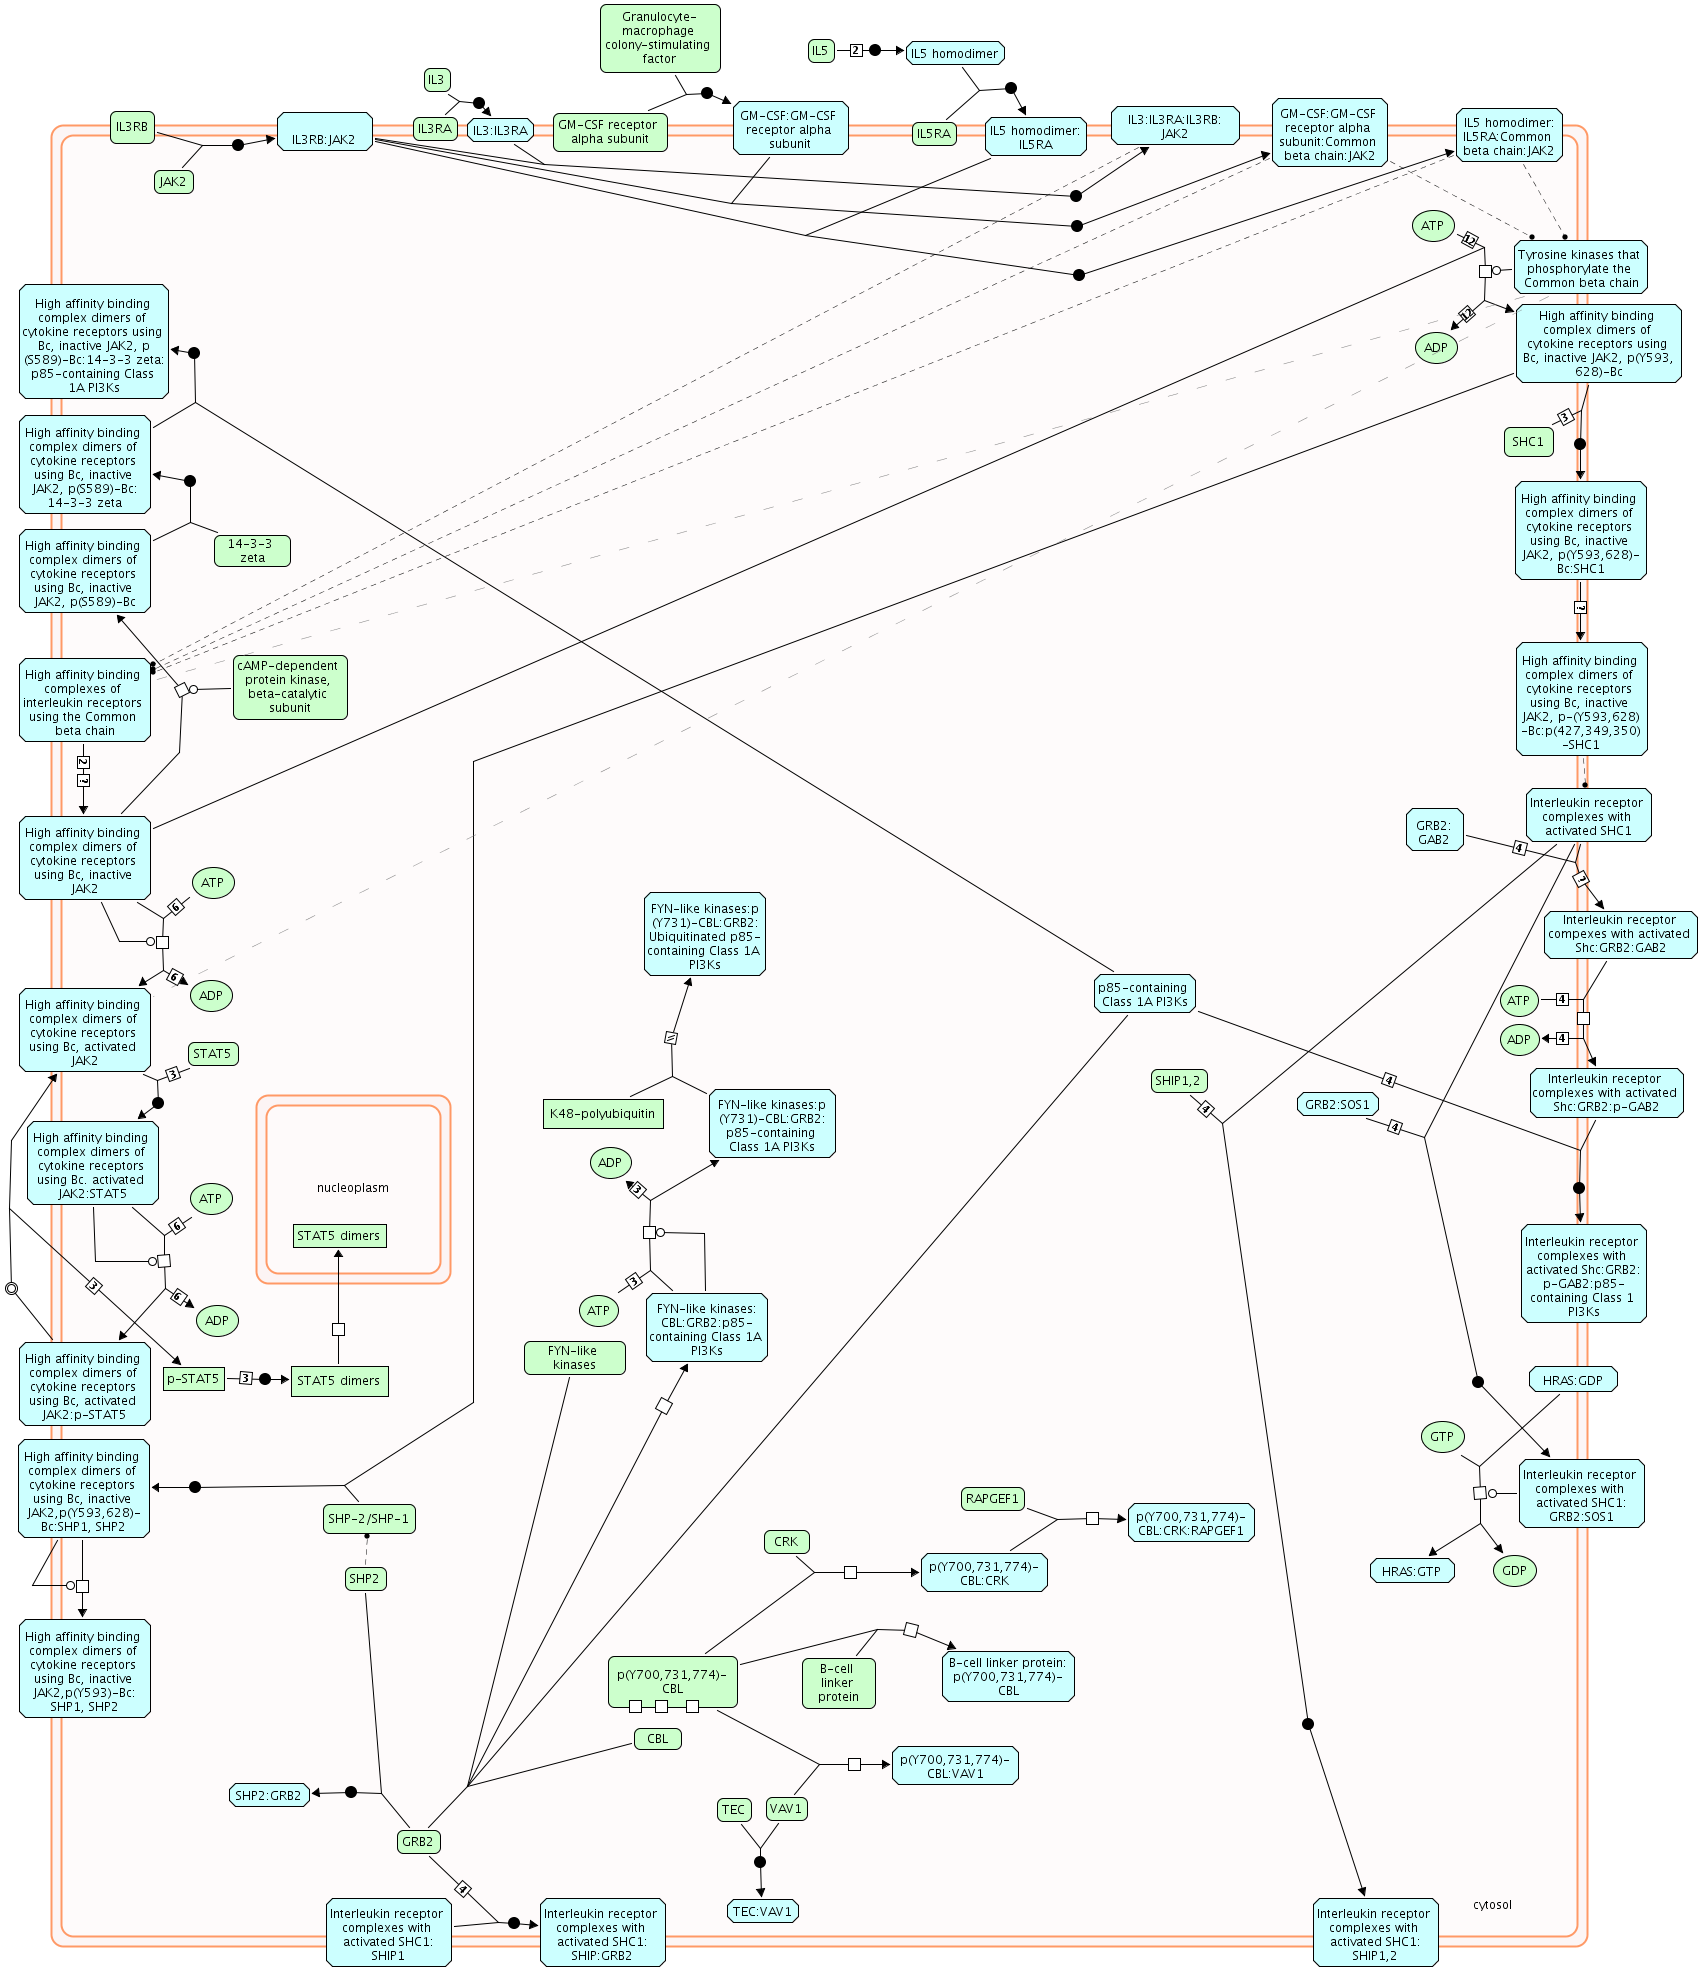 Granulocyte-
macrophage
colony-stimulating
factor
IL5
2
IL5 homodimer
IL3
IL3RB
JAK2
IL3RB:JAK2
IL3RA
IL3:IL3RA
GM-CSF receptor
alpha subunit
GM-CSF:GM-CSF
receptor alpha
subunit
IL5RA
IL5 homodimer:
IL5RA
IL3:IL3RA:IL3RB:
JAK2
GM-CSF:GM-CSF
receptor alpha
subunit:Common
beta chain:JAK2
IL5 homodimer:
IL5RA:Common
beta chain:JAK2
ATP
12
Tyrosine kinases that
phosphorylate the
Common beta chain
12
ADP
High affinity binding
complex dimers of
cytokine receptors using
Bc, inactive JAK2, p(Y593,
628)-Bc
3
SHC1
High affinity binding
complex dimers of
cytokine receptors
using Bc, inactive
JAK2, p(Y593,628)-
Bc:SHC1
?
High affinity binding
complex dimers of
cytokine receptors
using Bc, inactive
JAK2, p-(Y593,628)
-Bc:p(427,349,350)
-SHC1
Interleukin receptor
complexes with
activated SHC1
GRB2:
GAB2
4
?
Interleukin receptor
compexes with activated
Shc:GRB2:GAB2
ATP
4
ADP
4
Interleukin receptor
complexes with activated
Shc:GRB2:p-GAB2
Interleukin receptor
complexes with
activated Shc:GRB2:
p-GAB2:p85-
containing Class 1
PI3Ks
High affinity binding
complex dimers of
cytokine receptors using
Bc, inactive JAK2, p
(S589)-Bc:14-3-3 zeta:
p85-containing Class
1A PI3Ks
High affinity binding
complex dimers of
cytokine receptors
using Bc, inactive
JAK2, p(S589)-Bc:
14-3-3 zeta
High affinity binding
complex dimers of
cytokine receptors
using Bc, inactive
JAK2, p(S589)-Bc
14-3-3
zeta
High affinity binding
complexes of
interleukin receptors
using the Common
beta chain
cAMP-dependent
protein kinase,
beta-catalytic
subunit
2
?
High affinity binding
complex dimers of
cytokine receptors
using Bc, inactive
JAK2
ATP
6
6
ADP
High affinity binding
complex dimers of
cytokine receptors
using Bc, activated
JAK2
STAT5
3
High affinity binding
complex dimers of
cytokine receptors
using Bc. activated
JAK2:STAT5
ATP
6
6
ADP
3
High affinity binding
complex dimers of
cytokine receptors
using Bc, activated
JAK2:p-STAT5
nucleoplasm
STAT5 dimers
p-STAT5
3
STAT5 dimers
High affinity binding
complex dimers of
cytokine receptors
using Bc, inactive
JAK2,p(Y593,628)-
Bc:SHP1, SHP2
High affinity binding
complex dimers of
cytokine receptors
using Bc, inactive
JAK2,p(Y593)-Bc:
SHP1, SHP2
SHP-2/SHP-1
SHP2
SHP2:GRB2
GRB2
4
Interleukin receptor
complexes with
activated SHC1:
SHIP1
Interleukin receptor
complexes with
activated SHC1:
SHIP:GRB2
FYN-like kinases:p
(Y731)-CBL:GRB2:
Ubiquitinated p85-
containing Class 1A
PI3Ks
K48-polyubiquitin
FYN-like kinases:p
(Y731)-CBL:GRB2:
p85-containing
Class 1A PI3Ks
ADP
3
3
ATP
FYN-like kinases:
CBL:GRB2:p85-
containing Class 1A
PI3Ks
FYN-like
kinases
p85-containing
Class 1A PI3Ks
4
SHIP1,2
4
GRB2:SOS1
4
HRAS:GDP
GTP
Interleukin receptor
complexes with
activated SHC1:
GRB2:SOS1
HRAS:GTP
GDP
RAPGEF1
p(Y700,731,774)-
CBL:CRK:RAPGEF1
CRK
p(Y700,731,774)-
CBL:CRK
p(Y700,731,774)-
CBL
B-cell
linker
protein
B-cell linker protein:
p(Y700,731,774)-
CBL
CBL
p(Y700,731,774)-
CBL:VAV1
TEC
VAV1
TEC:VAV1
cytosol
Interleukin receptor
complexes with
activated SHC1:
SHIP1,2